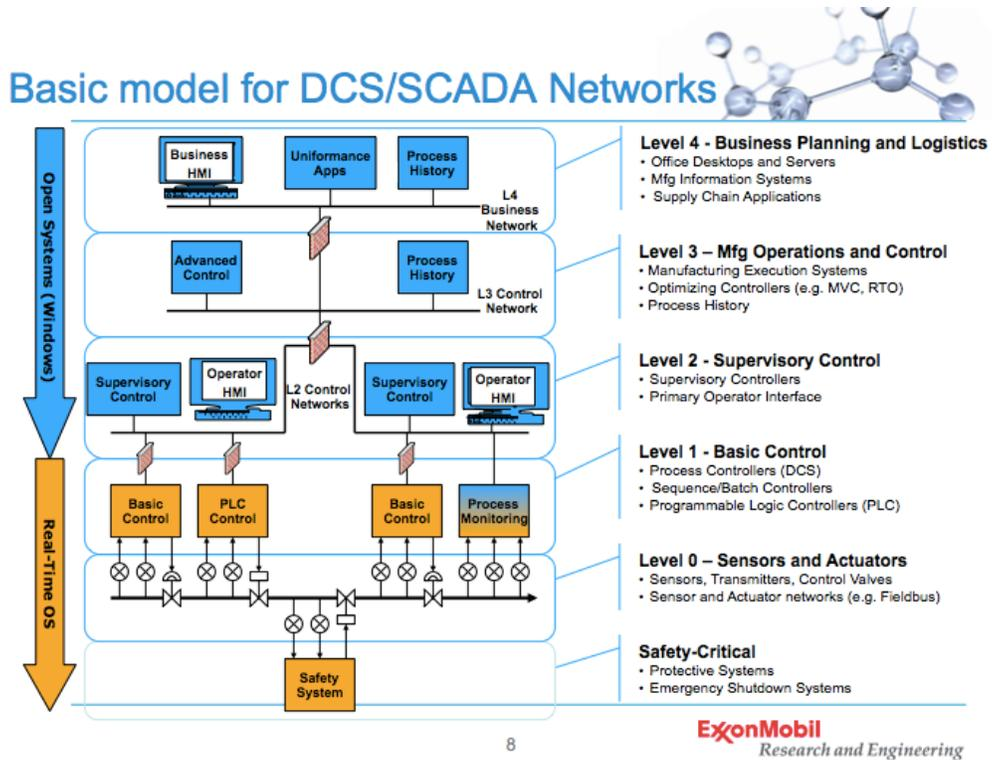 Basic model for DCS/SCADA Networks
Open Systems (Windows)
Real-Time OS
Business
HMI
Uniformance
Apps
Process
History
L4
Business
Network
Advanced
Control
Process
History
L3 Control
Network
Supervisory
Control
Operator
HMI
L2 Control
Networks
Supervisory
Control
Operator
HMI
Basic
Control
PLC
Control
Basic
Control
Process
Monitoring
Safety
System
Level 4 - Business Planning and Logistics
• Office Desktops and Servers
• Mfg Information Systems
• Supply Chain Applications
Level 3 – Mfg Operations and Control
• Manufacturing Execution Systems
• Optimizing Controllers (e.g. MVC, RTO)
• Process History
Level 2 - Supervisory Control
• Supervisory Controllers
• Primary Operator Interface
Level 1 - Basic Control
• Process Controllers (DCS)
• Sequence/Batch Controllers
• Programmable Logic Controllers (PLC)
Level 0 – Sensors and Actuators
• Sensors, Transmitters, Control Valves
• Sensor and Actuator networks (e.g. Fieldbus)
Safety-Critical
• Protective Systems
• Emergency Shutdown Systems
8
ExxonMobil
Research and Engineering